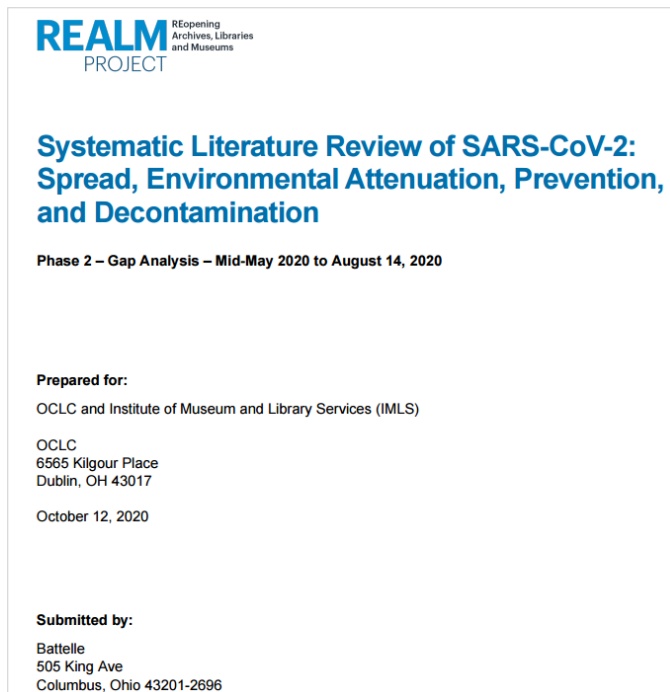 REALM
PROJECT
REopening
Archives, Libraries
and Museums
Systematic Literature Review of SARS-CoV-2:
Spread, Environmental Attenuation, Prevention,
and Decontamination
Phase 2 – Gap Analysis – Mid-May 2020 to August 14, 2020
Prepared for:
OCLC and Institute of Museum and Library Services (IMLS)
OCLC
6565 Kilgour Place
Dublin, OH 43017
October 12, 2020
Submitted by:
Battelle
505 King Ave
Columbus, Ohio 43201-2696